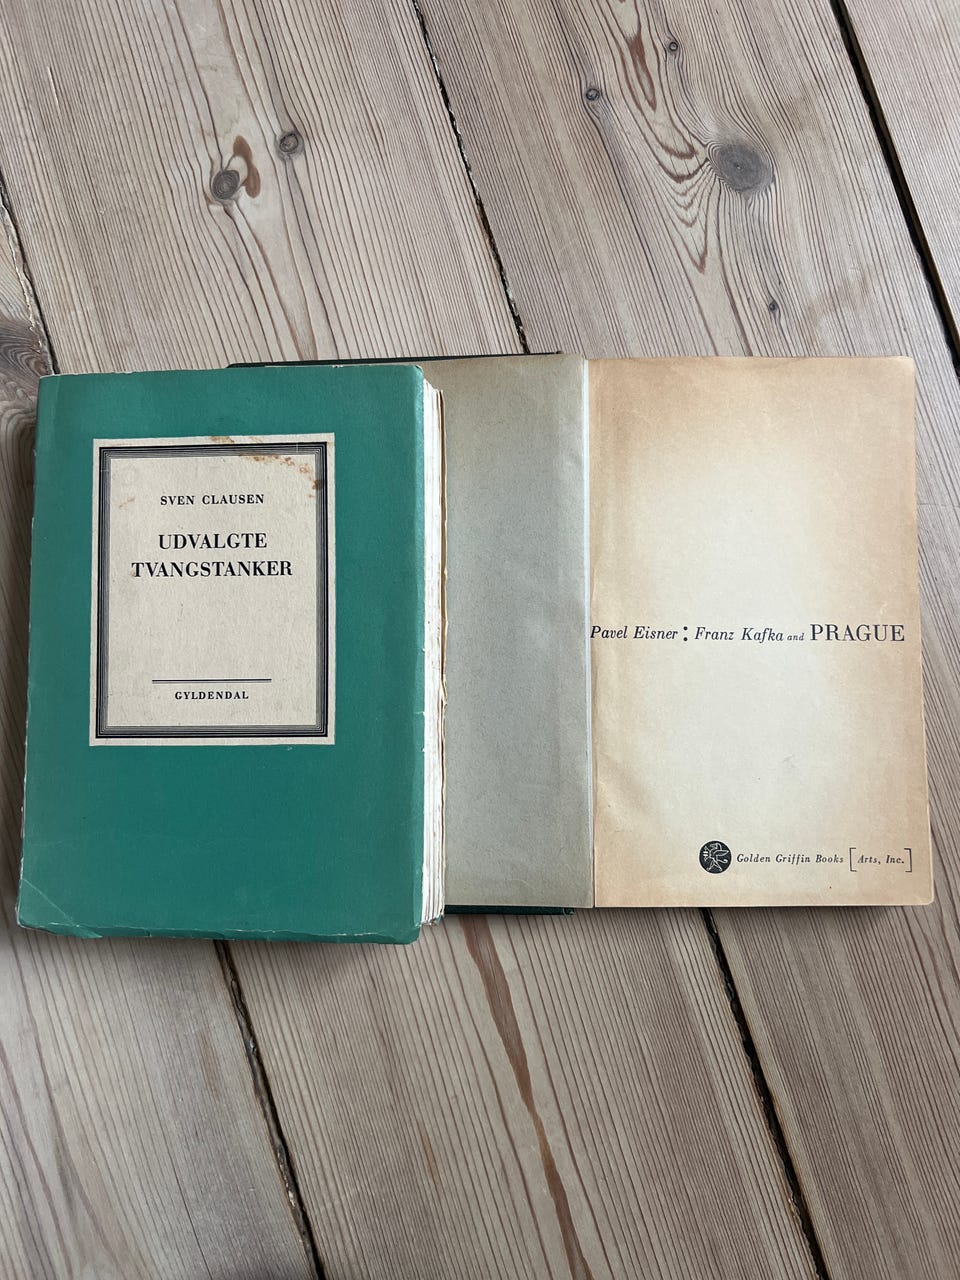 SVEN CLAUSEN
UDVALGTE
TVANGSTANKER
GYLDENDAL
Pavel Eisner: Franz Kafka and PRAGUE
Golden Griffin Books [Arts, Inc.]